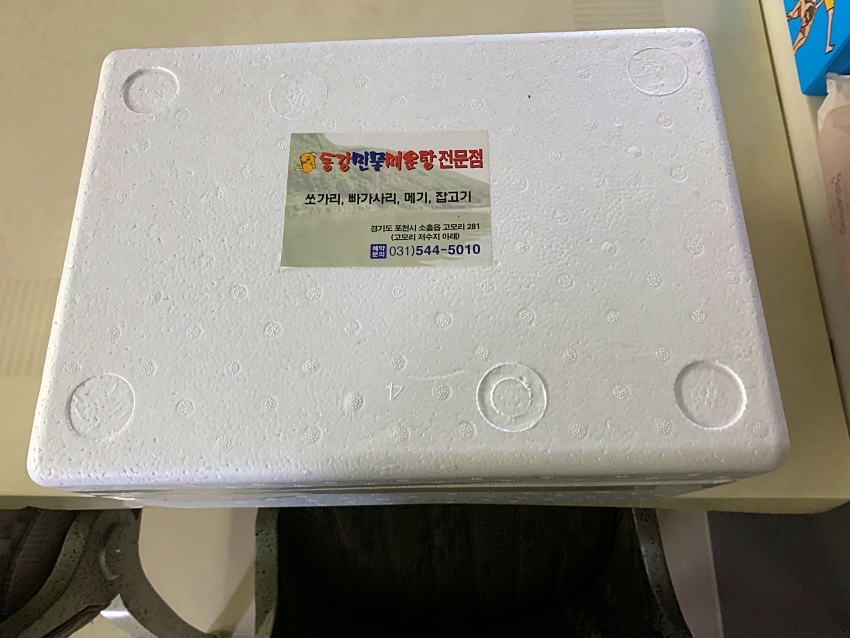 동강민물매운탕 전문점
쏘가리, 빠가사리, 메기, 잡고기
경기도 포천시 소흘읍 고모리 281
(고모리 저수지 아래)
예약문의 031)544-5010
4